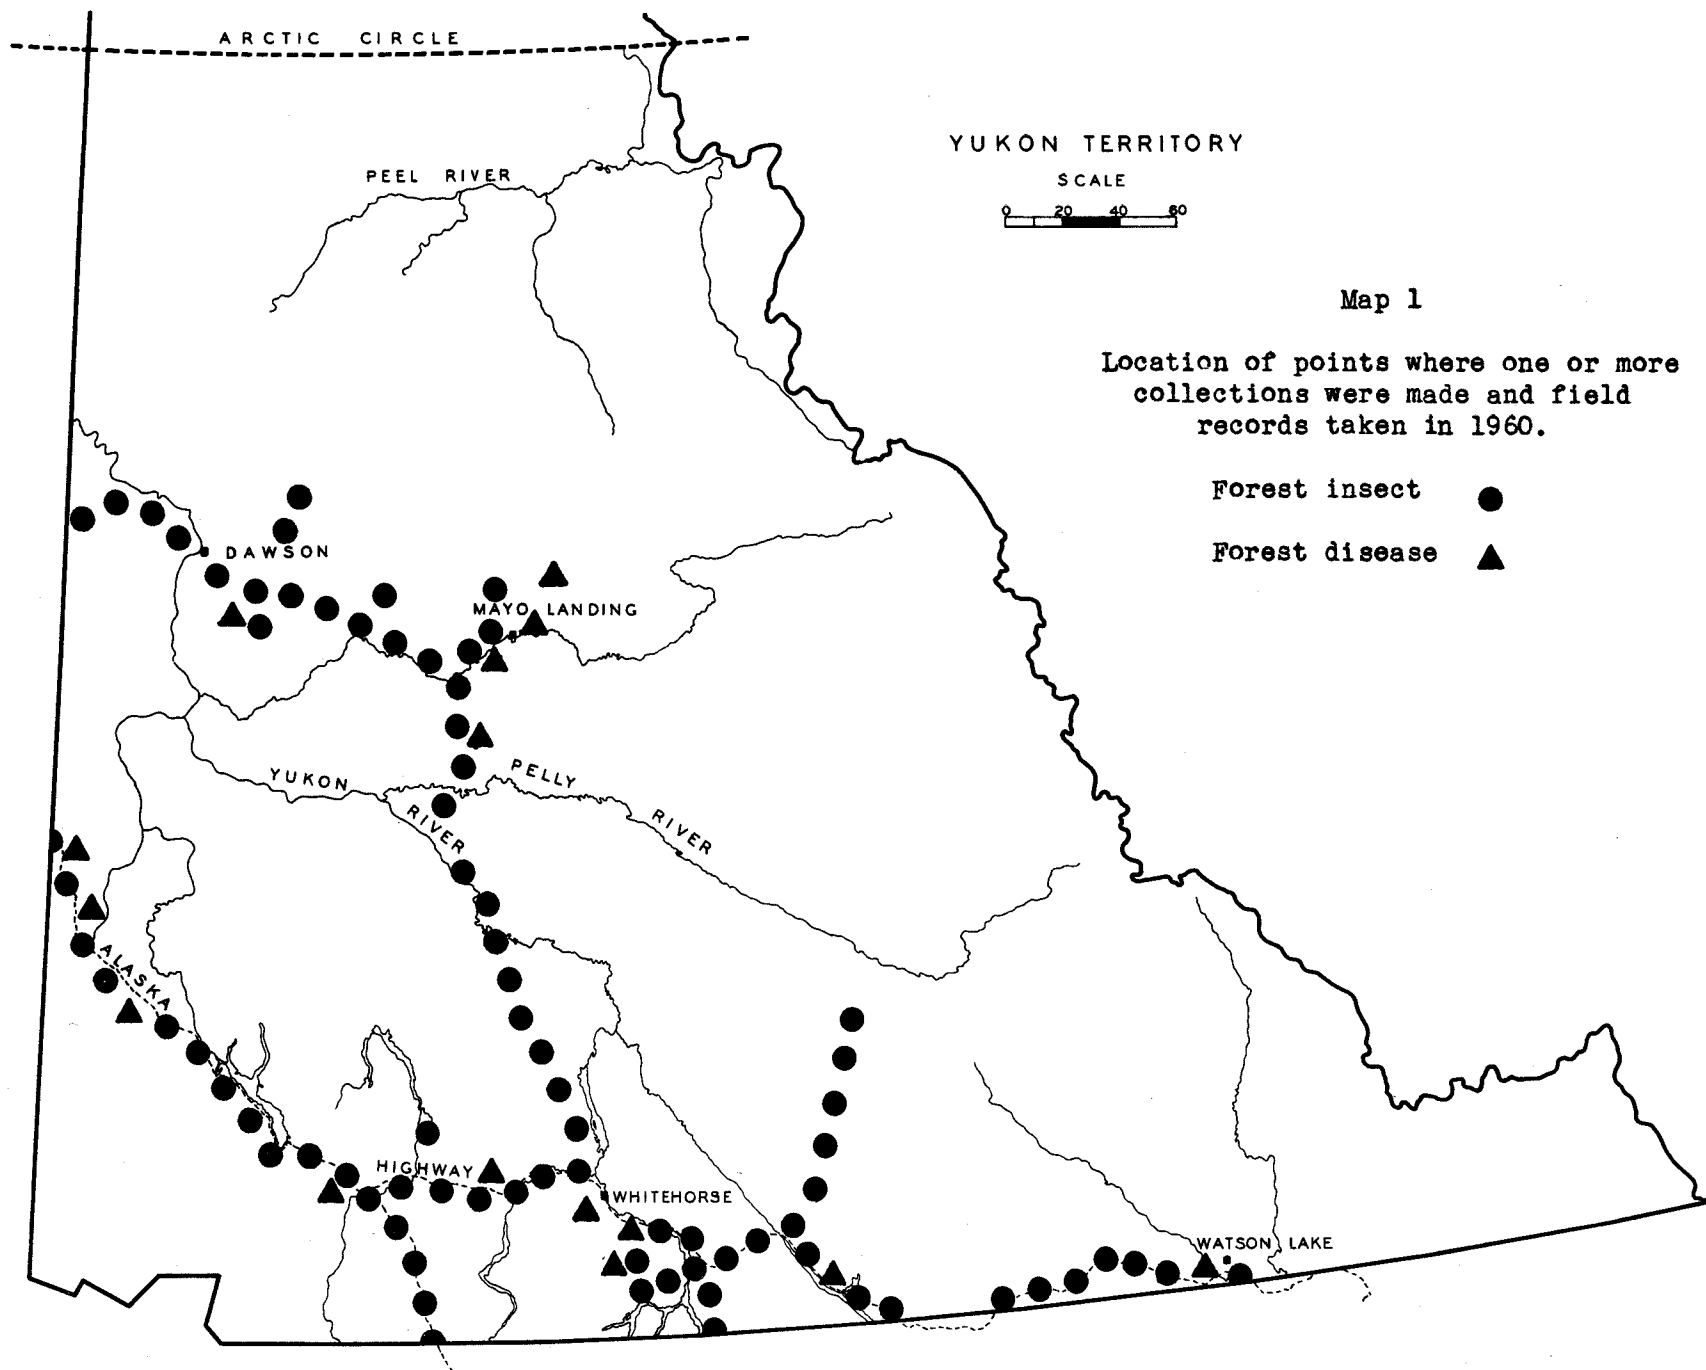 ARCTIC CIRCLE
YUKON TERRITORY
SCALE
0 20 40 60
PEEL RIVER
Map 1
Location of points where one or more
collections were made and field
records taken in 1960.
Forest insect
Forest disease
DAWSON
MAYO LANDING
YUKON RIVER
PELLY RIVER
ALASKA HIGHWAY
WHITEHORSE
WATSON LAKE